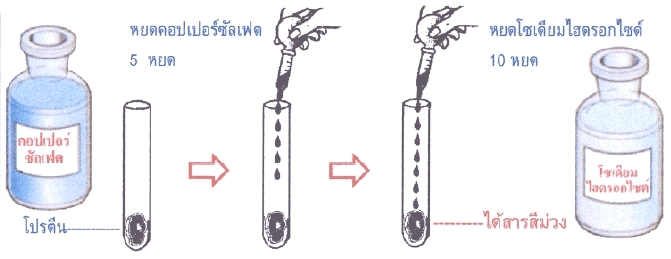 หยดคอปเปอร์ซัลเฟต
5 หยด
หยดโซเดียมไฮดรอกไซด์
10 หยด
คอปเปอร์
ซัลเฟต
โซเดียม
ไฮดรอกไซด์
โปรตีน
ได้สารสีม่วง